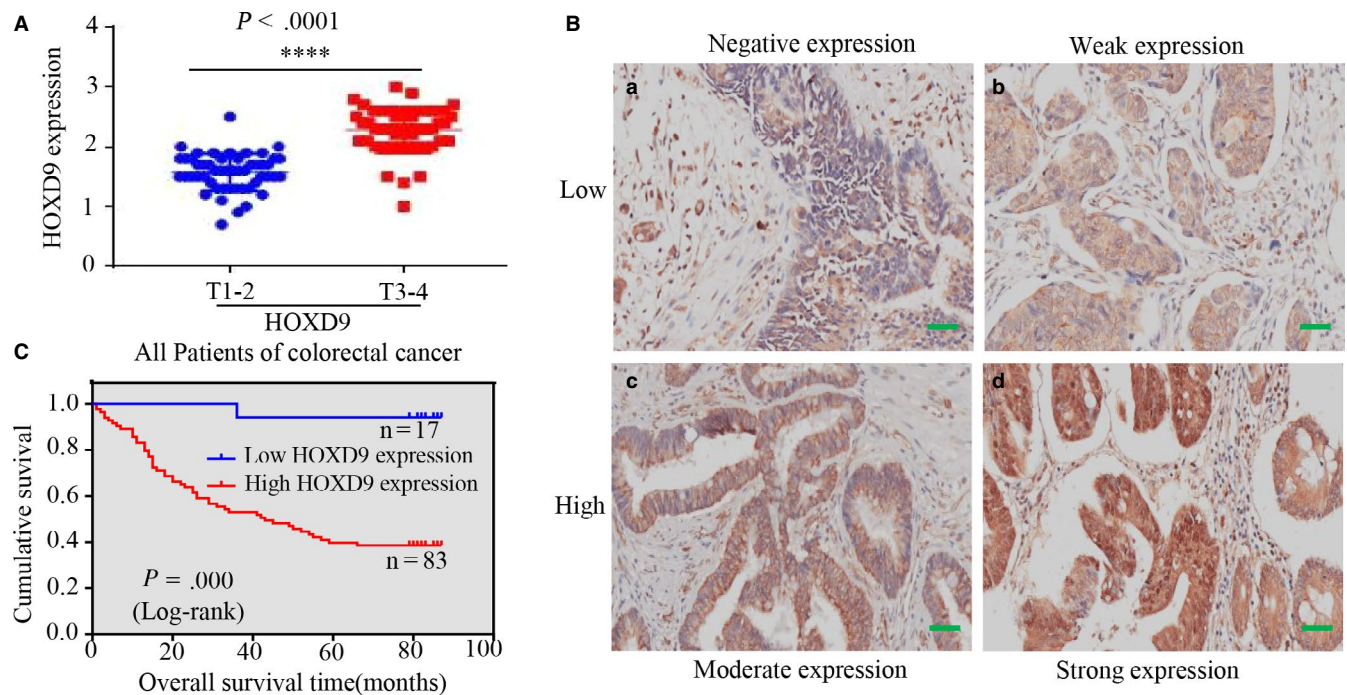 A
P < .0001
****
HOXD9 expression
4
3
2
1
0
T1-2
T3-4
HOXD9
B
Negative expression
Weak expression
a
b
Low
c
d
High
Moderate expression
Strong expression
C
All Patients of colorectal cancer
Cumulative suvival
1.0
0.8
0.6
0.4
0.2
0.0
n=17
Low HOXD9 expression
High HOXD9 expression
n=83
P = .000
(Log-rank)
0
20
40
60
80
100
Overall survival time(months)